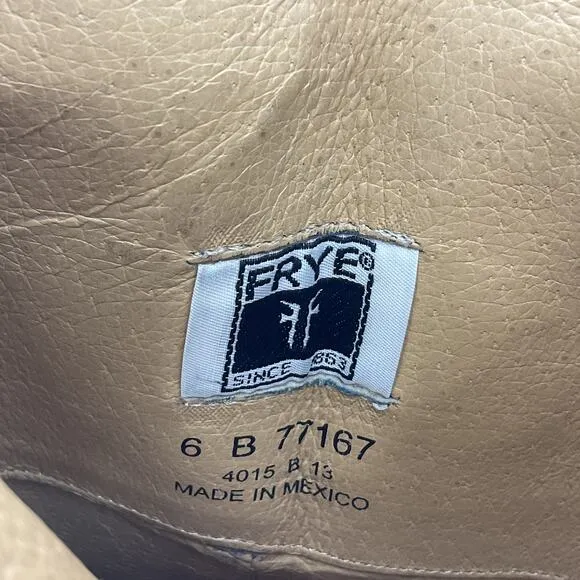 FRYE®
SINCE 1863
6 B 77167
4015 B 13
MADE IN MEXICO